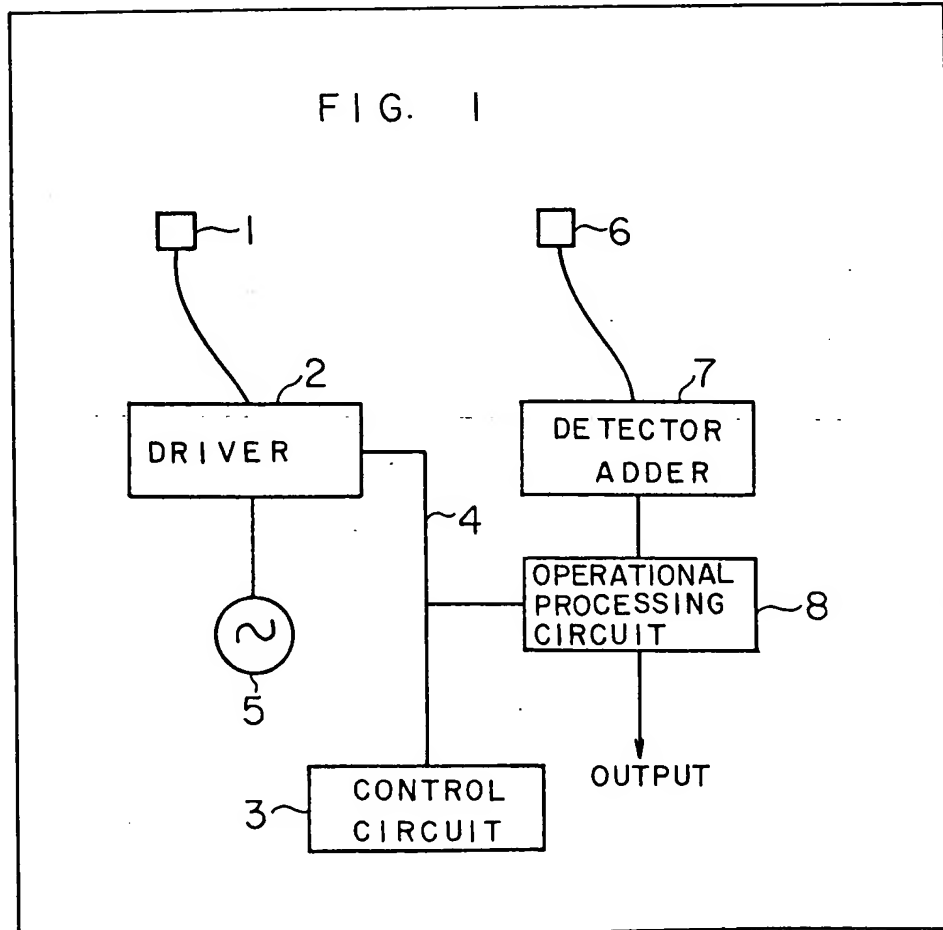 FIG. 1
1
6
2
7
DRIVER
DETECTOR
ADDER
4
OPERATIONAL
PROCESSING
CIRCUIT
8
5
OUTPUT
3
CONTROL
CIRCUIT